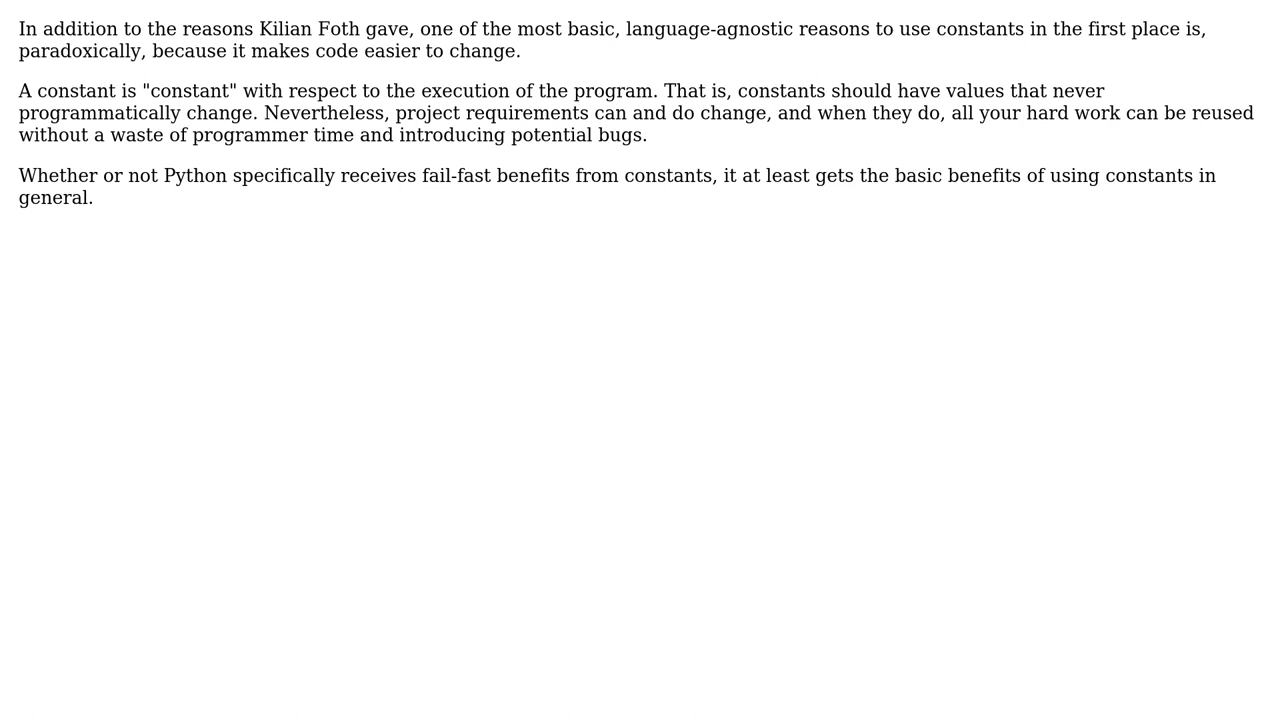 In addition to the reasons Kilian Foth gave, one of the most basic, language-agnostic reasons to use constants in the first place is,
paradoxically, because it makes code easier to change.
A constant is "constant" with respect to the execution of the program. That is, constants should have values that never
programmatically change. Nevertheless, project requirements can and do change, and when they do, all your hard work can be reused
without a waste of programmer time and introducing potential bugs.
Whether or not Python specifically receives fail-fast benefits from constants, it at least gets the basic benefits of using constants in
general.